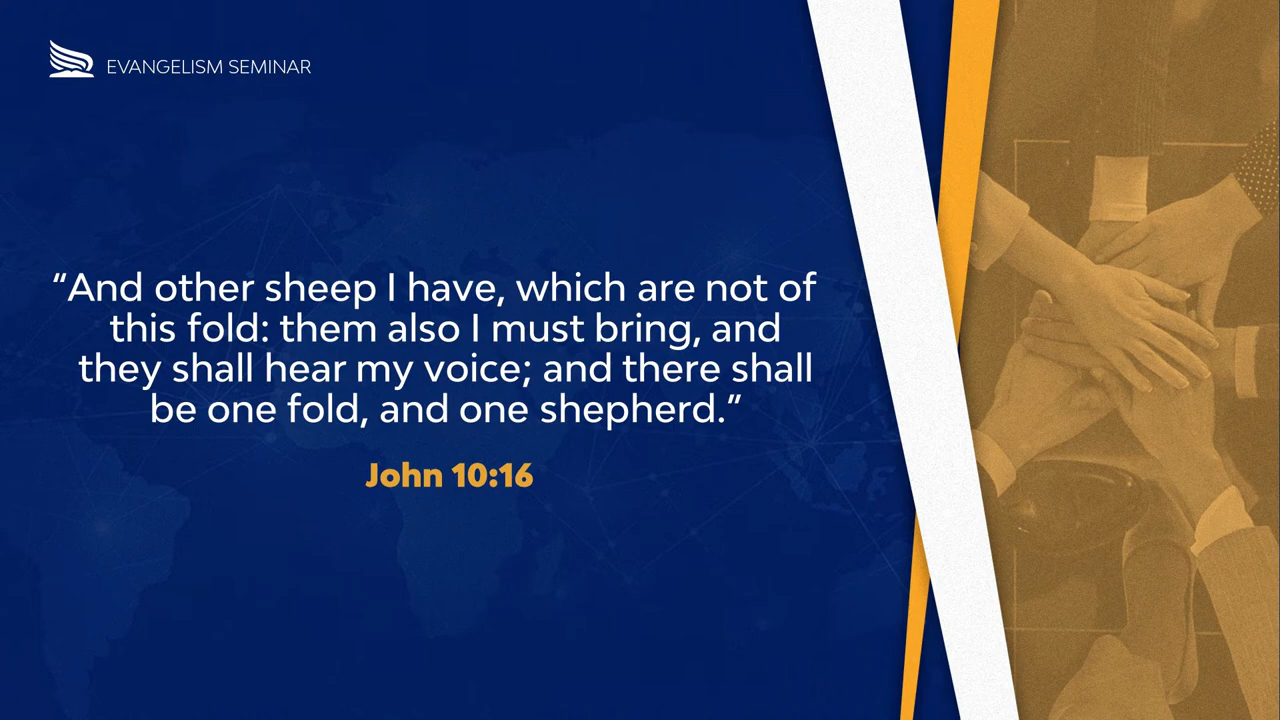 EVANGELISM SEMINAR
“And other sheep I have, which are not of
this fold: them also I must bring, and
they shall hear my voice; and there shall
be one fold, and one shepherd.”
John 10:16